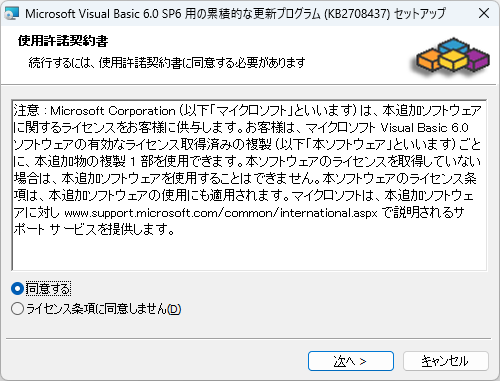 Microsoft Visual Basic 6.0 SP6 用の累積的な更新プログラム (KB2708437) セットアップ
使用許諾契約書
続行するには、使用許諾契約書に同意する必要があります
注意 : Microsoft Corporation (以下「マイクロソフト」といいます) は、本追加ソフトウェア
に関するライセンスをお客様に供与します。お客様は、マイクロソフト Visual Basic 6.0
ソフトウェアの有効なライセンス取得済みの複製 (以下「本ソフトウェア」といいます) ごと
に、本追加物の複製 1 部を使用できます。本ソフトウェアのライセンスを取得していない
場合は、本追加ソフトウェアを使用することはできません。本ソフトウェアのライセンス条
項は、本追加ソフトウェアの使用にも適用されます。マイクロソフトは、本追加ソフトウェ
アに対し www.support.microsoft.com/common/international.aspx で説明されるサ
ポート サービスを提供します。
同意する
ライセンス条項に同意しません(D)
次へ >
キャンセル